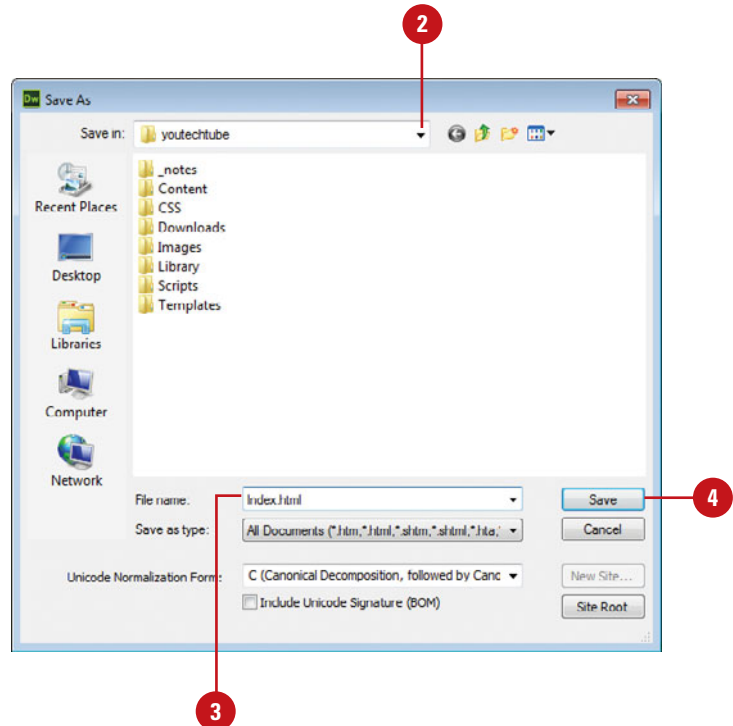 2
Dw Save As
Save in: youtechtube
_notes
Content
CSS
Downloads
Images
Library
Scripts
Templates
Recent Places
Desktop
Libraries
Computer
Network
File name: Index.html
Save 4
Save as type: All Documents (*.htm,*.html,*.shtm,*.shtml,*.hta,*
Cancel
Unicode Normalization Form: C (Canonical Decomposition, followed by Canc
New Site...
Include Unicode Signature (BOM)
Site Root
3